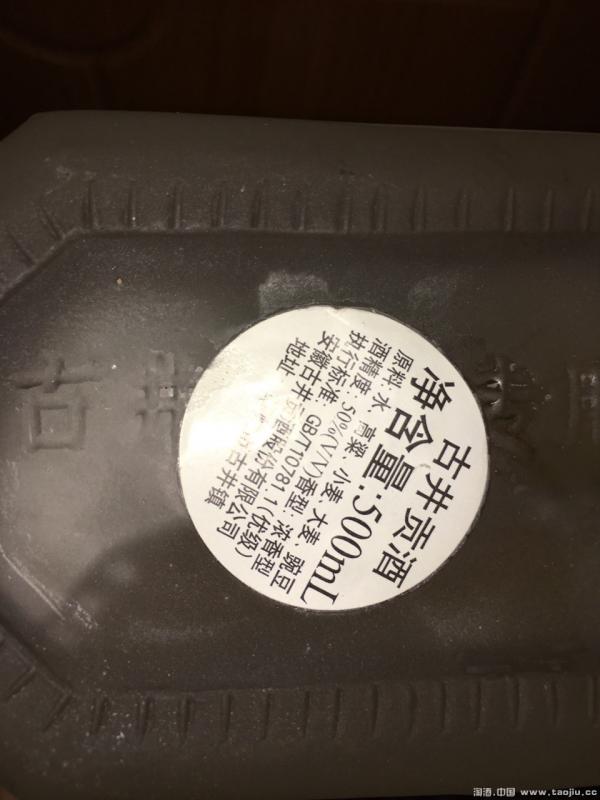 古井贡酒
净含量:500mL
原料:水、高粱、小麦、大麦、豌豆
酒精度:50%(V/V)香型:浓香型
执行标准 GB/T10781.1(优级)
安徽古井贡酒股份有限公司
地址 古井镇
古井
淘酒.中国 www.taojiu.cc